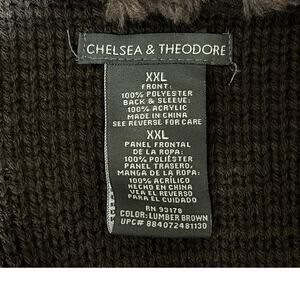 CHELSEA & THEODORE
XXL
FRONT:
100% POLYESTER
BACK & SLEEVE:
100% ACRYLIC
MADE IN CHINA
SEE REVERSE FOR CARE
XXL
PANEL FRONTAL
DE LA ROPA:
100% POLIÉSTER
PANEL TRASERO,
MANGA DE LA ROPA:
100% ACRÍLICO
HECHO EN CHINA
VEA EL REVERSO
PARA EL CUIDADO
RN 93178
COLOR: LUMBER BROWN
UPC# 884072481130